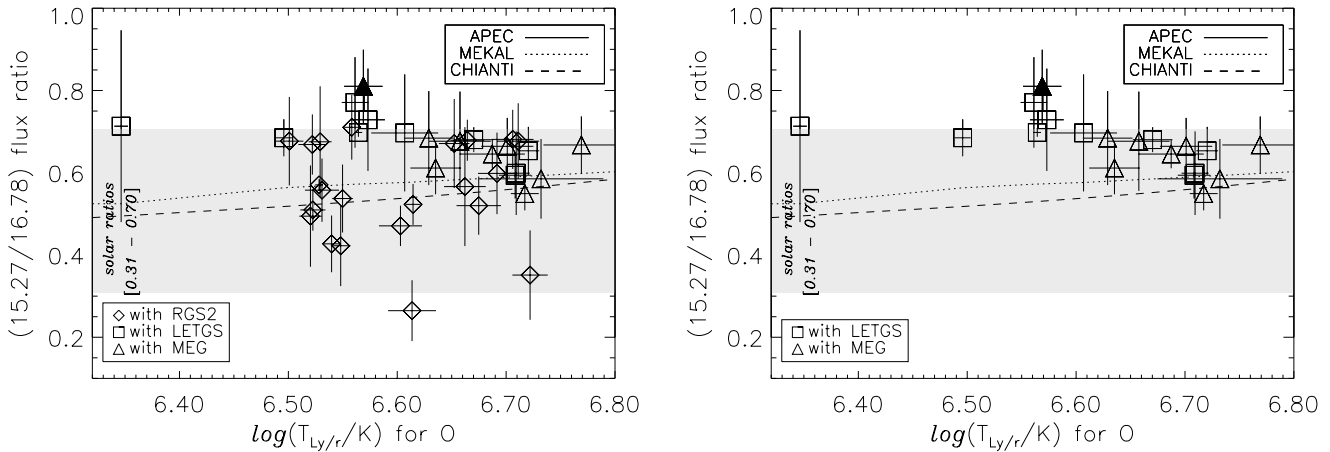 (15.27/16.78) flux ratio
1.0
0.8
0.6
0.4
0.2
APEC
MEKAL
CHIANTI
solar ratios
[0.31 - 0.70]
with RGS2
with LETGS
with MEG
6.40 6.50 6.60 6.70 6.80
log(T_Ly/r/K) for O
(15.27/16.78) flux ratio
1.0
0.8
0.6
0.4
0.2
APEC
MEKAL
CHIANTI
solar ratios
[0.31 - 0.70]
with LETGS
with MEG
6.40 6.50 6.60 6.70 6.80
log(T_Ly/r/K) for O